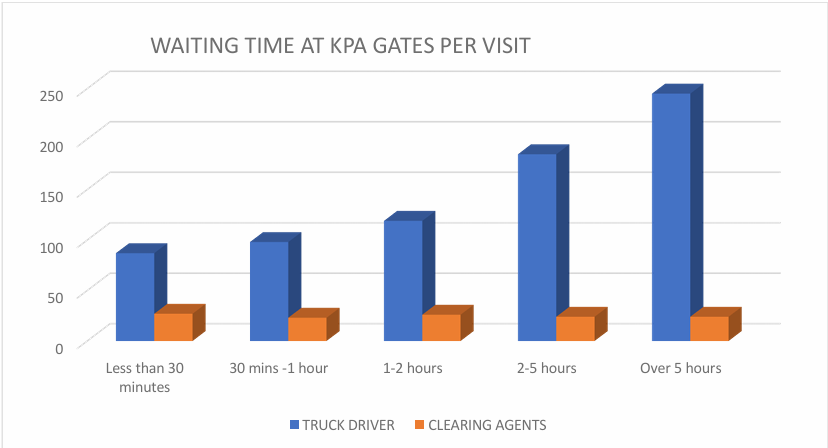 WAITING TIME AT KPA GATES PER VISIT
250
200
150
100
50
0
Less than 30
minutes
30 mins -1 hour
1-2 hours
2-5 hours
Over 5 hours
TRUCK DRIVER
CLEARING AGENTS